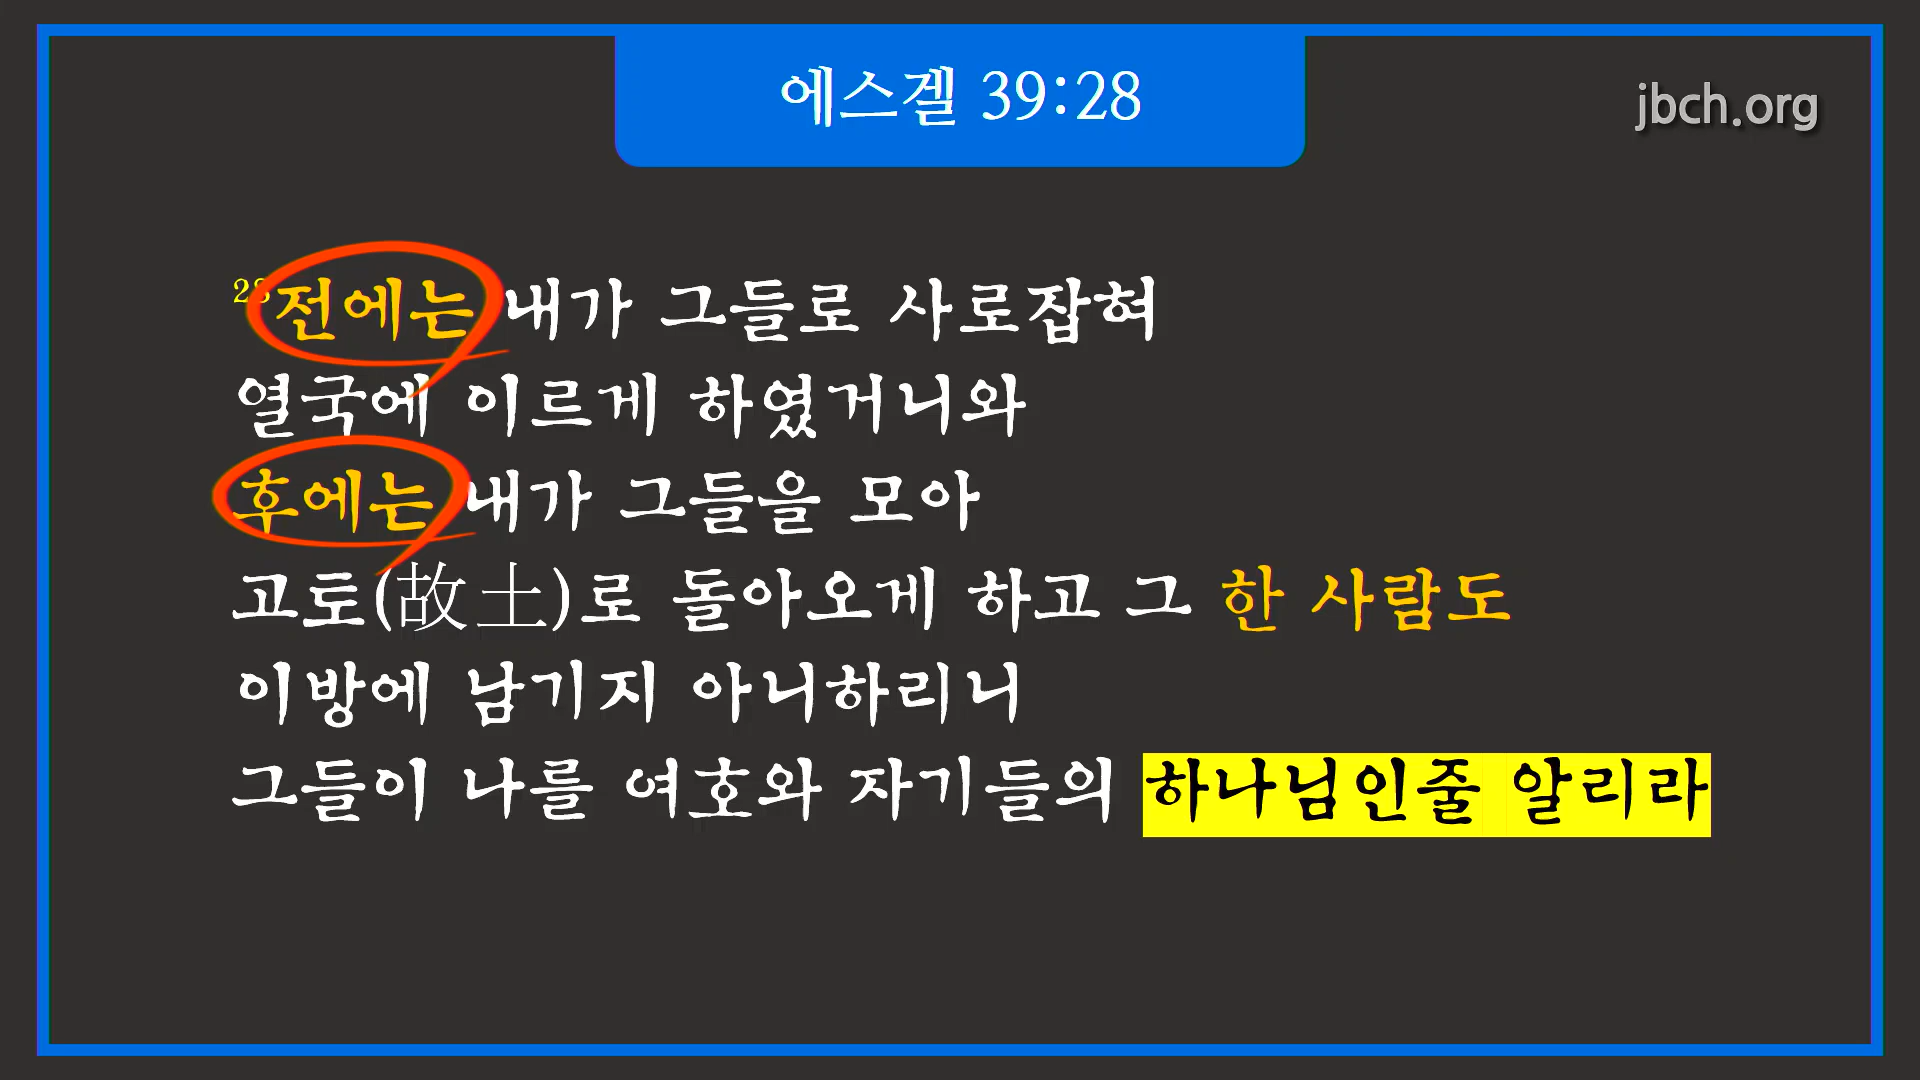 에스겔 39:28
jbch.org
28 전에는 내가 그들로 사로잡혀
열국에 이르게 하였거니와
후에는 내가 그들을 모아
고토(故土)로 돌아오게 하고 그 한 사람도
이방에 남기지 아니하리니
그들이 나를 여호와 자기들의 하나님인줄 알리라